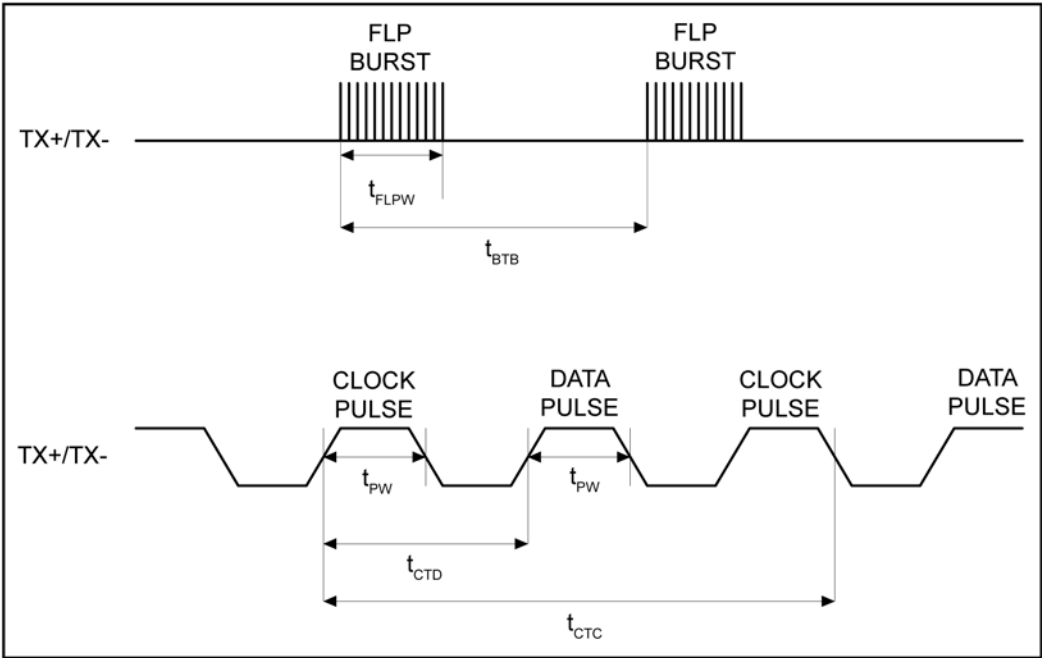 FLP
BURST
FLP
BURST
TX+/TX-
tFLPW
tBTB
CLOCK
PULSE
DATA
PULSE
CLOCK
PULSE
DATA
PULSE
TX+/TX-
tPW
tPW
tCTD
tCTC